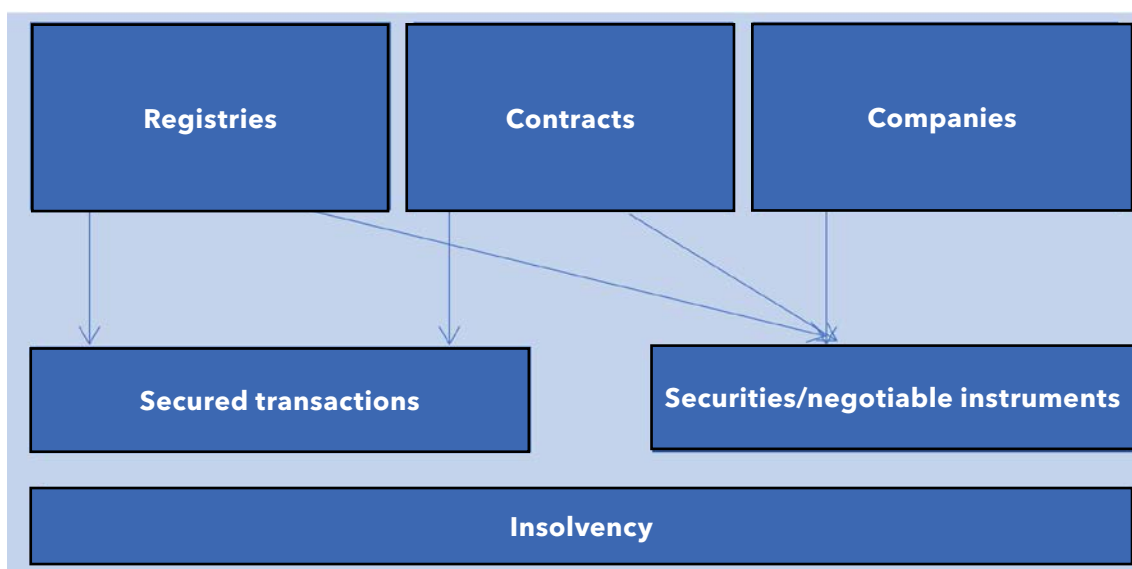 Registries
Contracts
Companies
Secured transactions
Securities/negotiable instruments
Insolvency